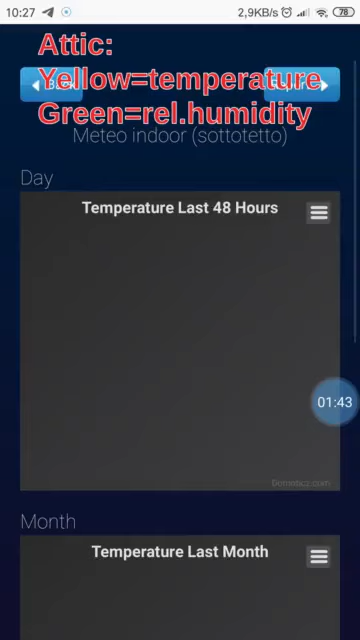 10:27
2,9KB/s
78
Attic:
Yellow=temperature
Green=rel.humidity
Meteo indoor (sottotetto)
Day
Temperature Last 48 Hours
01:43
Domoticz.com
Month
Temperature Last Month